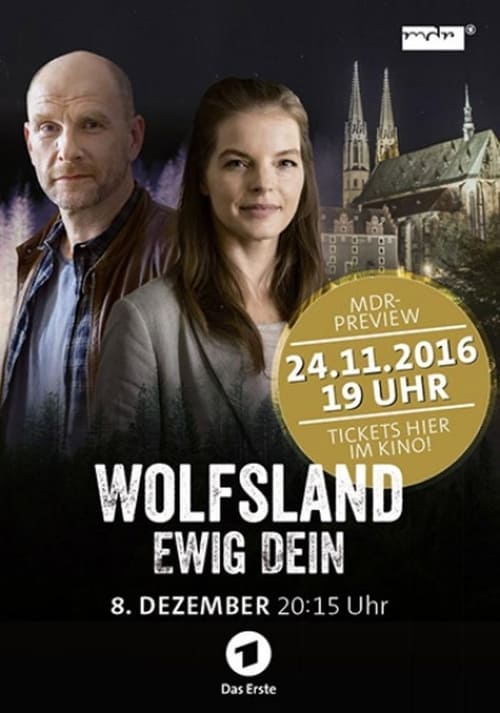 mdr
MDR-
PREVIEW
24.11.2016
19 UHR
TICKETS HIER
IM KINO!
WOLFSLAND
EWIG DEIN
8. DEZEMBER 20:15 Uhr
1
Das Erste